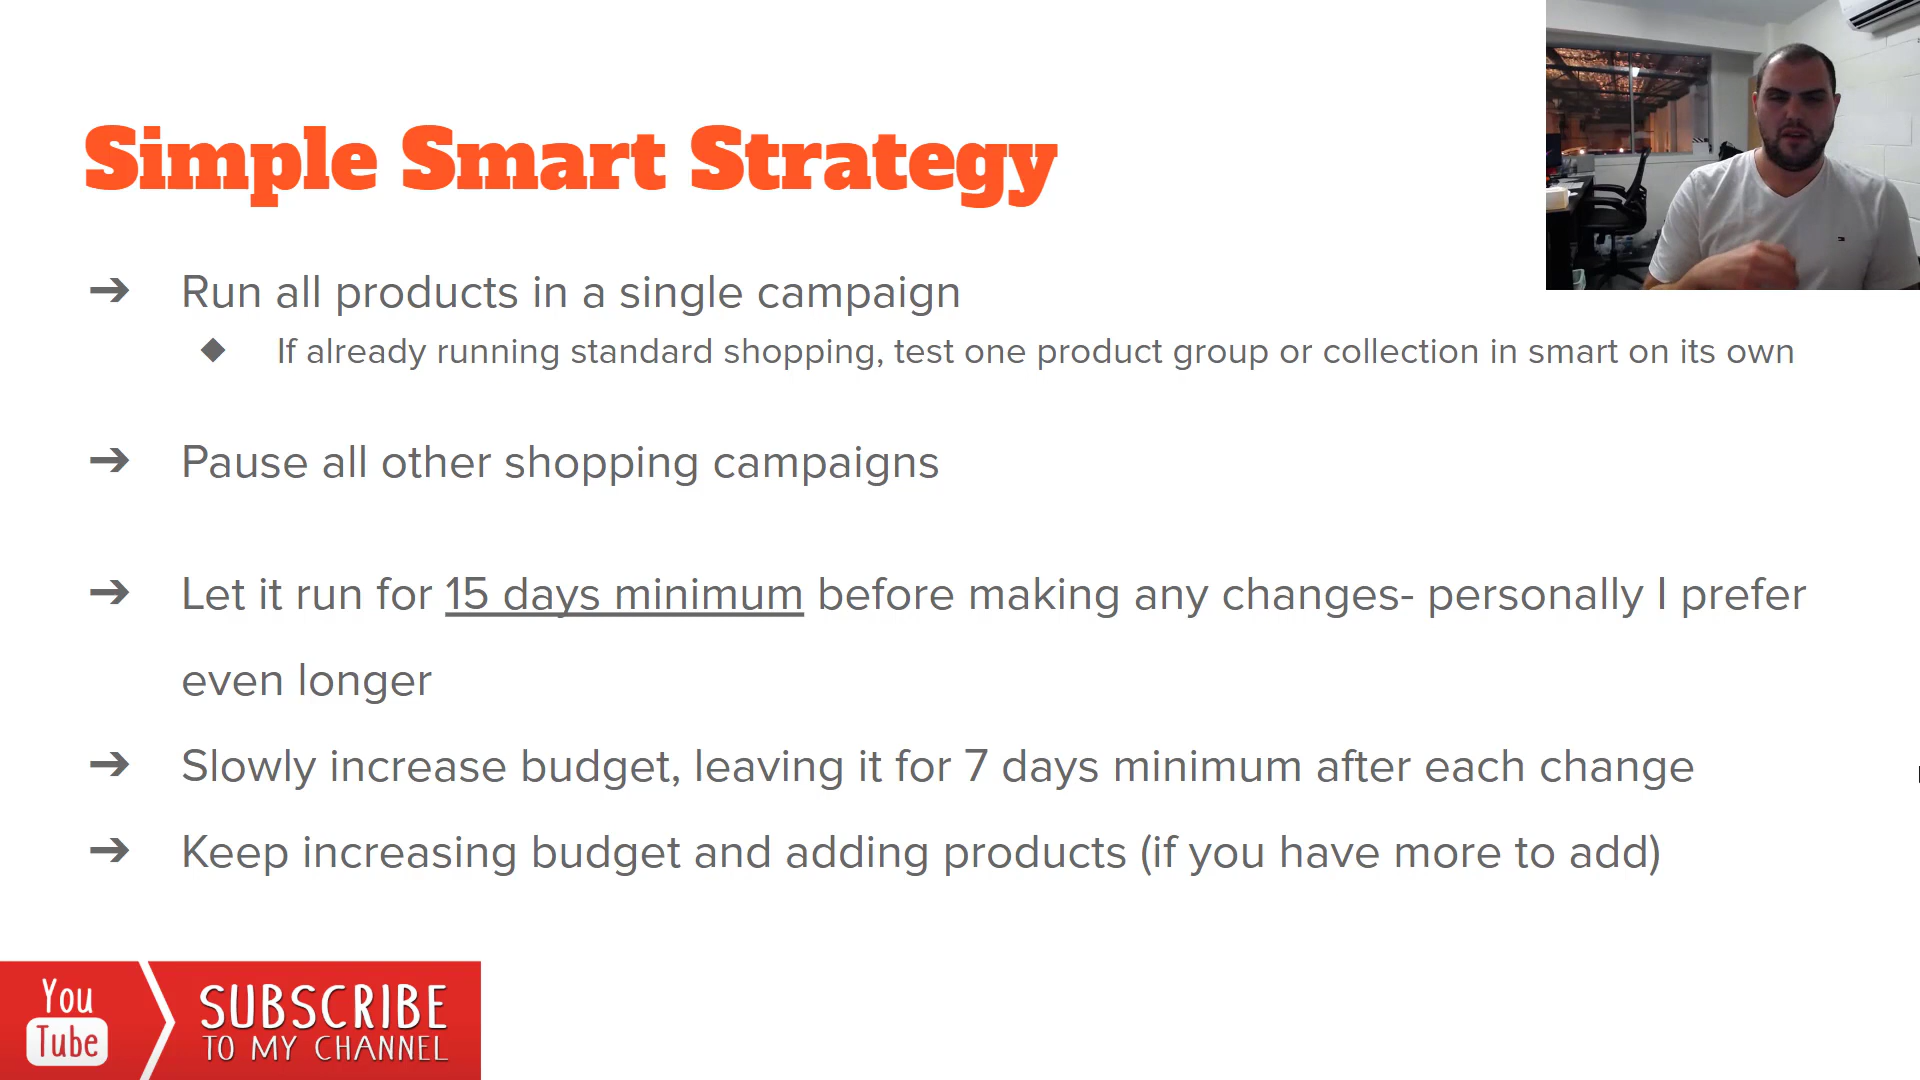 Simple Smart Strategy
➔ Run all products in a single campaign
◆ If already running standard shopping, test one product group or collection in smart on its own
➔ Pause all other shopping campaigns
➔ Let it run for 15 days minimum before making any changes- personally I prefer
even longer
➔ Slowly increase budget, leaving it for 7 days minimum after each change
➔ Keep increasing budget and adding products (if you have more to add)
You
Tube
SUBSCRIBE
TO MY CHANNEL